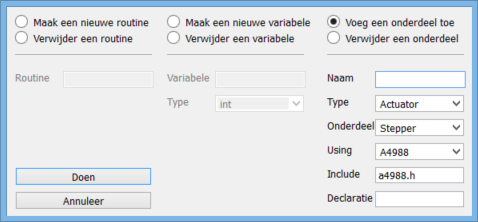 Maak een nieuwe routine
Verwijder een routine
Maak een nieuwe variabele
Verwijder een variabele
Voeg een onderdeel toe
Verwijder een onderdeel
Routine
Variabele
Type
int
Naam
Type
Actuator
Onderdeel
Stepper
Using
A4988
Include
a4988.h
Declaratie
Doen
Annuleer